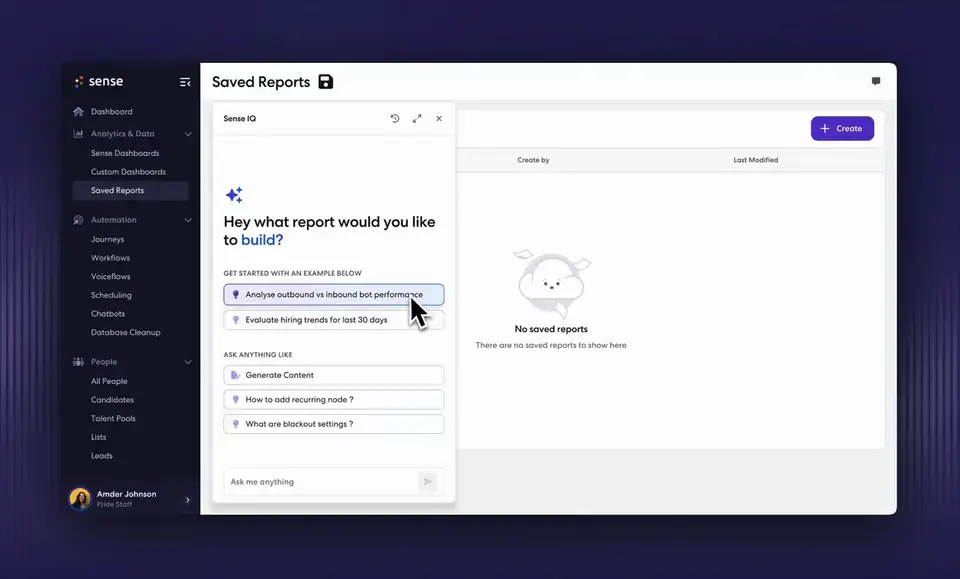 sense
Dashboard
Analytics & Data
Sense Dashboards
Custom Dashboards
Saved Reports
Automation
Journeys
Workflows
Voiceflows
Scheduling
Chatbots
Database Cleanup
People
All People
Candidates
Talent Pools
Lists
Leads
Amder Johnson
Pride Staff
Saved Reports
Sense IQ
Hey what report would you like
to build?
GET STARTED WITH AN EXAMPLE BELOW
Analyse outbound vs inbound bot performance
Evaluate hiring trends for last 30 days
ASK ANYTHING LIKE
Generate Content
How to add recurring node ?
What are blackout settings ?
Ask me anything
+ Create
Create by
Last Modified
No saved reports
There are no saved reports to show here